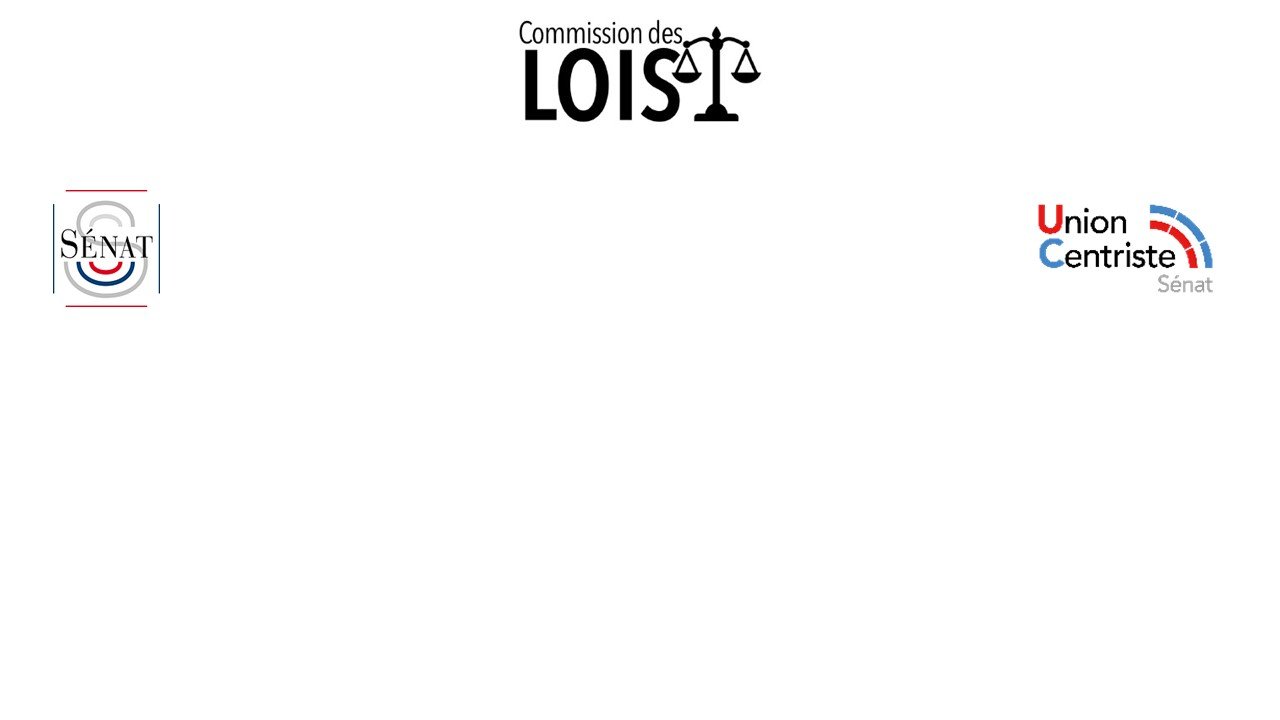 Commission des
LOIS
SÉNAT
Union
Centriste
Sénat